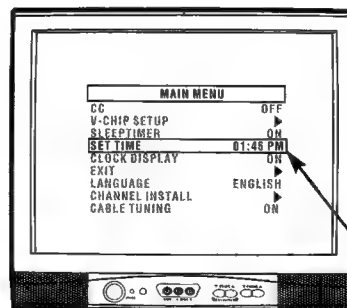 MAIN MENU
CC OFF
V-CHIP SETUP
SLEEPTIMER ON
SET TIME 01:46 PM
CLOCK DISPLAY ON
EXIT
LANGUAGE ENGLISH
CHANNEL INSTALL
CABLE TUNING ON